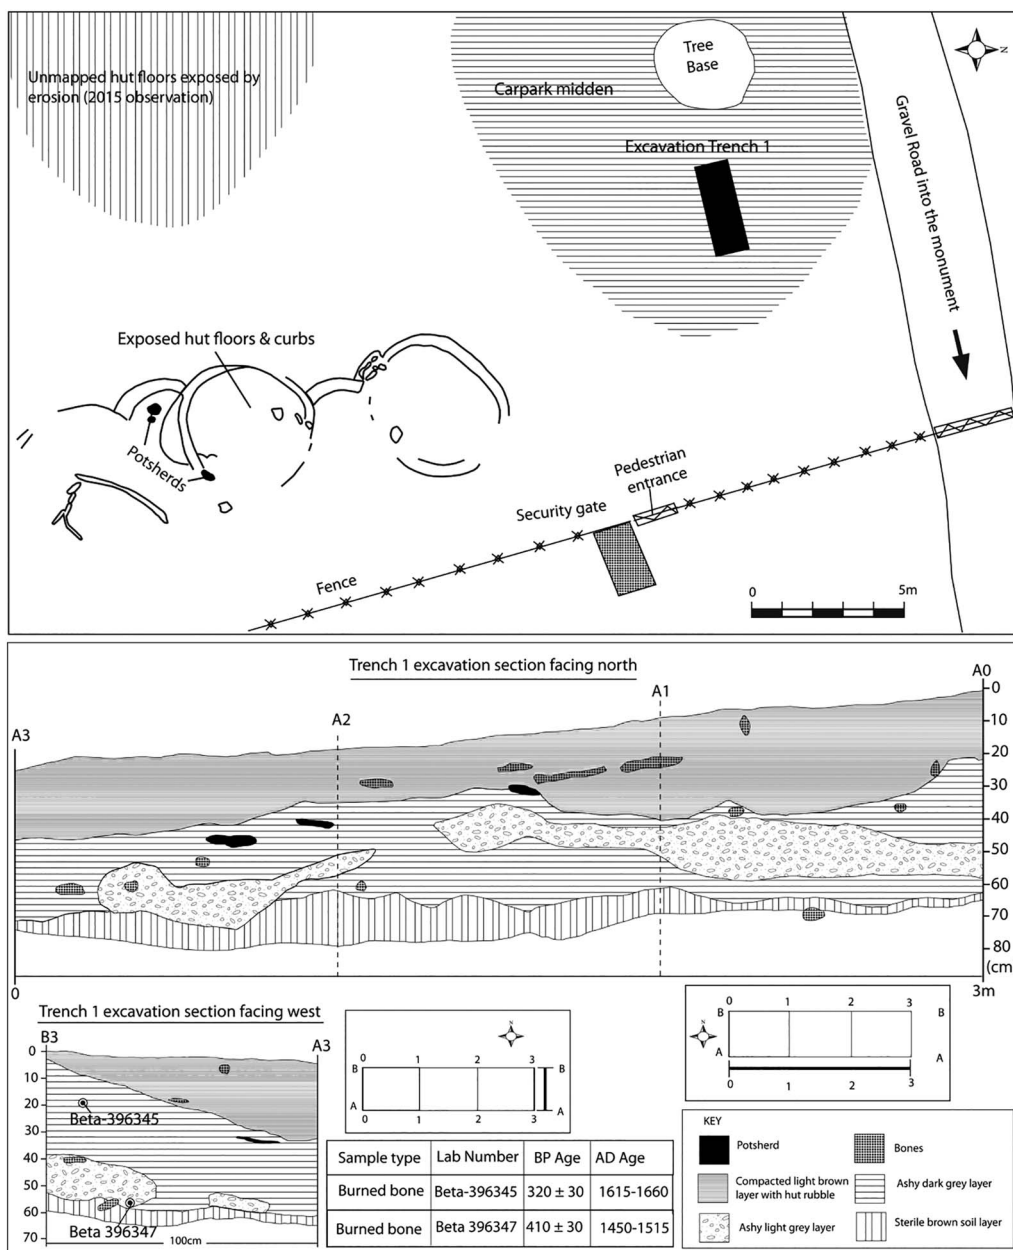 Unmapped hut floors exposed by
erosion (2015 observation)
Tree
Base
Carpark midden
Excavation Trench 1
N
Gravel Road into the monument
Exposed hut floors & curbs
Potsherds
Pedestrian
entrance
Security gate
Fence
0 5m
Trench 1 excavation section facing north
A3
A2
A1
A0
0
10
20
30
40
50
60
70
80
(cm)
0
3m
Trench 1 excavation section facing west
B3
A3
0
10
20
30
40
50
60
70
Beta-396345
Beta 396347
100cm
N
0 1 2 3
B B
A A
0 1 2 3
N
0 1 2 3
B B
A A
0 1 2 3
Sample type Lab Number BP Age AD Age
Burned bone Beta-396345 320 ± 30 1615-1660
Burned bone Beta 396347 410 ± 30 1450-1515
KEY
Potsherd
Bones
Compacted light brown
layer with hut rubble
Ashy dark grey layer
Ashy light grey layer
Sterile brown soil layer